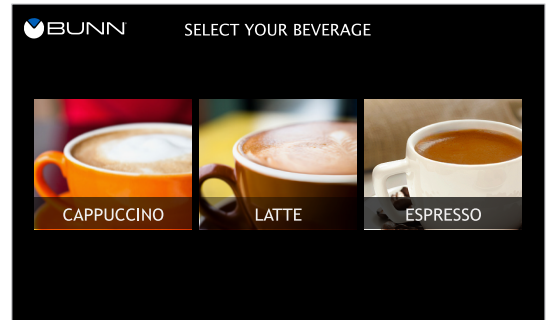 BUNN
SELECT YOUR BEVERAGE
CAPPUCCINO
LATTE
ESPRESSO